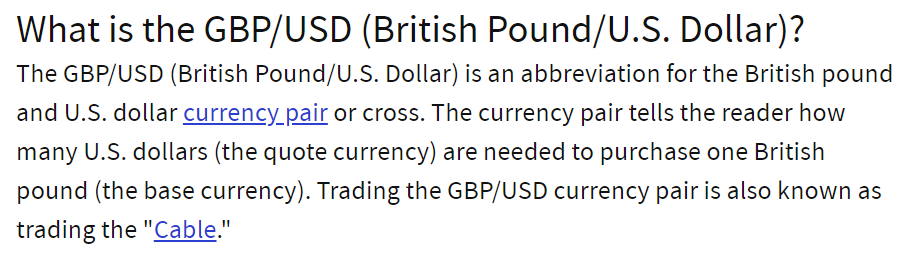 What is the GBP/USD (British Pound/U.S. Dollar)?
The GBP/USD (British Pound/U.S. Dollar) is an abbreviation for the British pound
and U.S. dollar currency pair or cross. The currency pair tells the reader how
many U.S. dollars (the quote currency) are needed to purchase one British
pound (the base currency). Trading the GBP/USD currency pair is also known as
trading the "Cable."